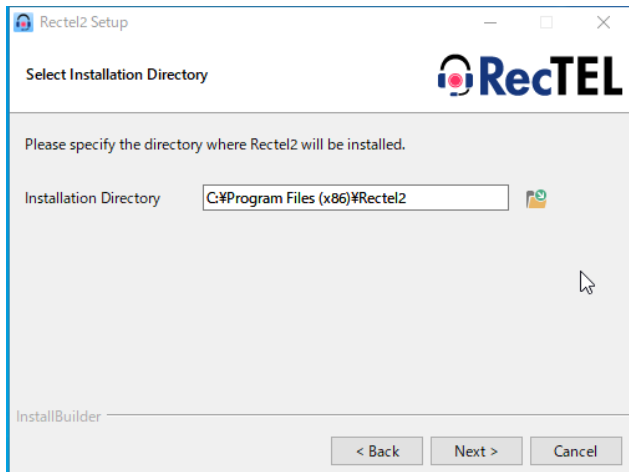 Rectel2 Setup
Select Installation Directory
RecTEL
Please specify the directory where Rectel2 will be installed.
Installation Directory
C:¥Program Files (x86)¥Rectel2
InstallBuilder
< Back
Next >
Cancel